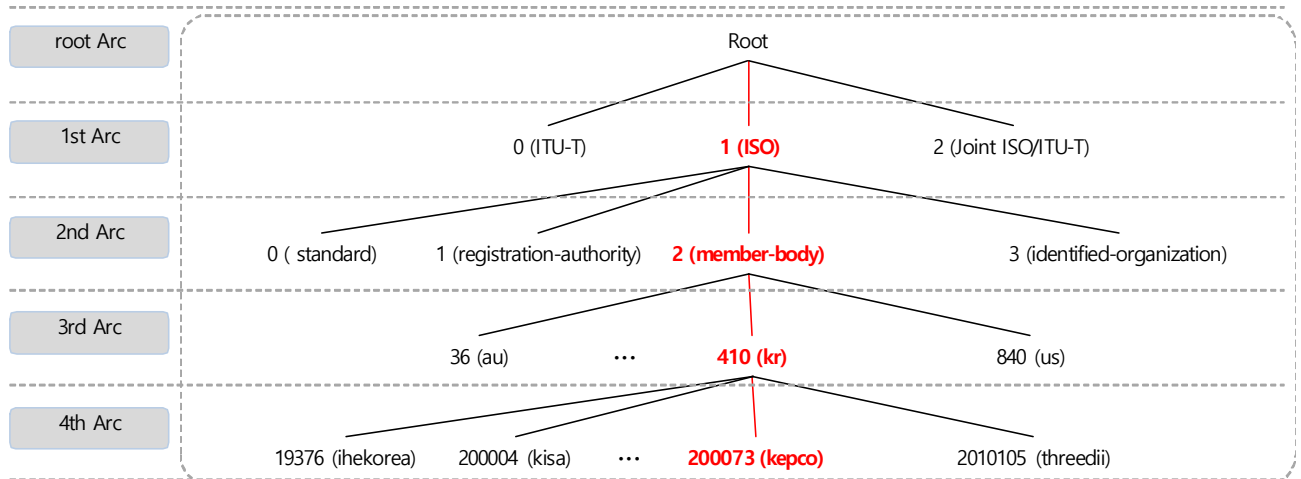 root Arc
Root
1st Arc
0 (ITU-T)
1 (ISO)
2 (Joint ISO/ITU-T)
2nd Arc
0 ( standard)
1 (registration-authority)
2 (member-body)
3 (identified-organization)
3rd Arc
36 (au)
···
410 (kr)
840 (us)
4th Arc
19376 (ihekorea)
200004 (kisa)
···
200073 (kepco)
2010105 (threedii)